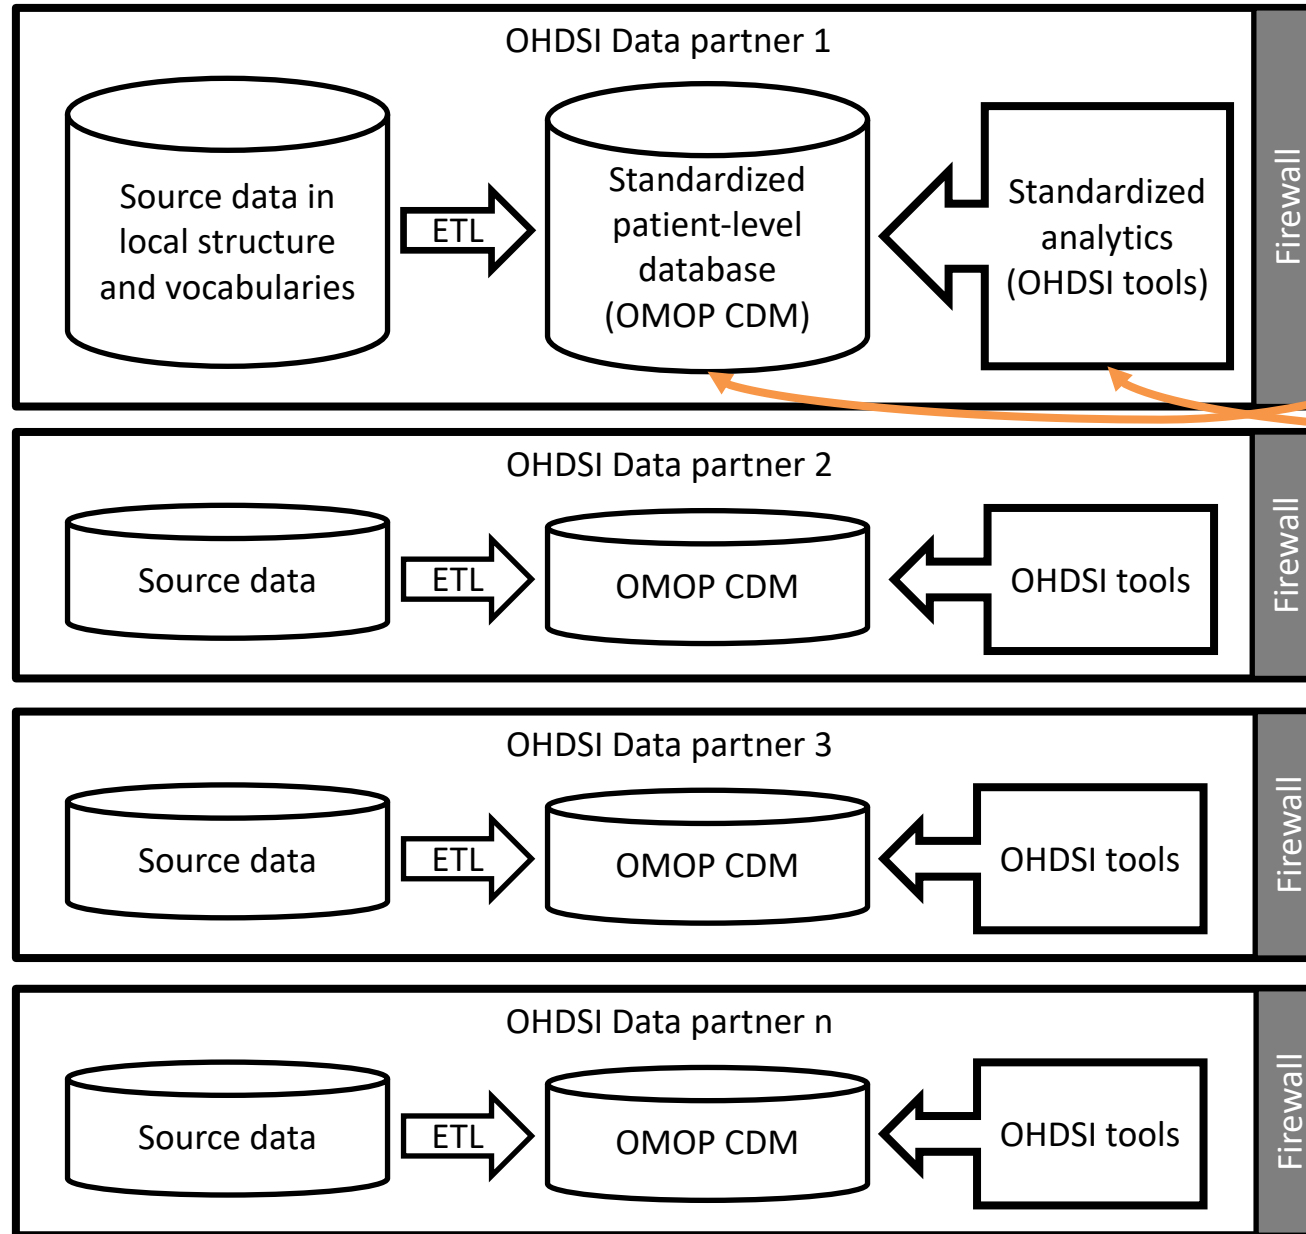 OHDSI Data partner 1
Source data in
local structure
and vocabularies
ETL
Standardized
patient-level
database
(OMOP CDM)
Standardized
analytics
(OHDSI tools)
Firewall
OHDSI Data partner 2
Source data
ETL
OMOP CDM
OHDSI tools
Firewall
OHDSI Data partner 3
Source data
ETL
OMOP CDM
OHDSI tools
Firewall
OHDSI Data partner n
Source data
ETL
OMOP CDM
OHDSI tools
Firewall